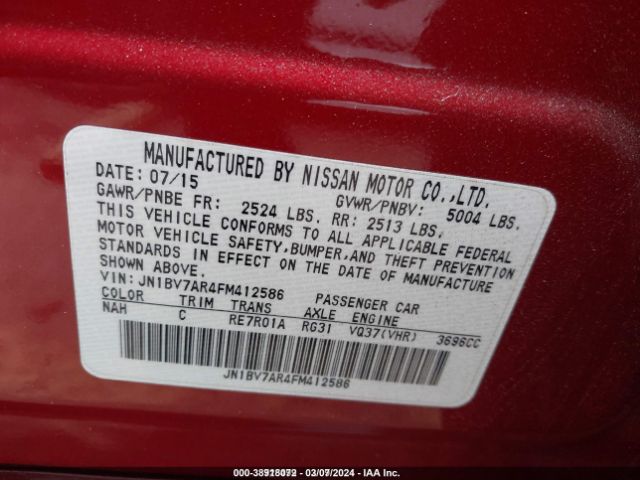 MANUFACTURED BY NISSAN MOTOR CO.,LTD.
DATE: 07/15 GVWR/PNBV: 5004 LBS.
GAWR/PNBE FR: 2524 LBS. RR: 2513 LBS.
THIS VEHICLE CONFORMS TO ALL APPLICABLE FEDERAL
MOTOR VEHICLE SAFETY,BUMPER,AND THEFT PREVENTION
STANDARDS IN EFFECT ON THE DATE OF MANUFACTURE
SHOWN ABOVE.
VIN: JN1BV7AR4FM412586 PASSENGER CAR
COLOR TRIM TRANS AXLE ENGINE
NAH C RE7R01A RG31 VQ37(VHR) 3696CC
JN1BV7AR4FM412586
03/07/2024 - IAA Inc.